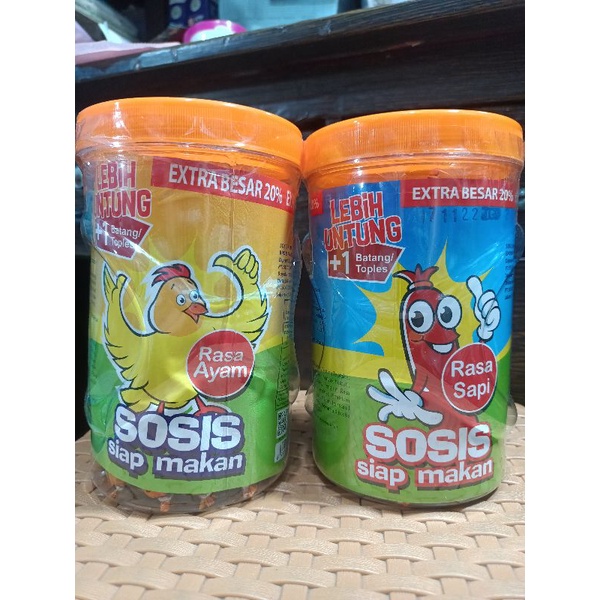 EXTRA BESAR 20%
LEBIH
UNTUNG
+1 Batang/
Toples
Rasa
Ayam
SOSIS
siap makan
EXTRA BESAR 20%
LEBIH
UNTUNG
+1 Batang/
Toples
Rasa
Sapi
SOSIS
siap makan